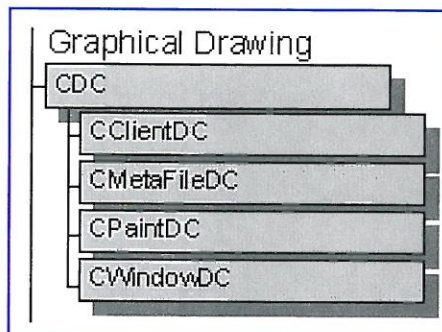 Graphical Drawing
CDC
CClientDC
CMetaFileDC
CPaintDC
CWindowDC